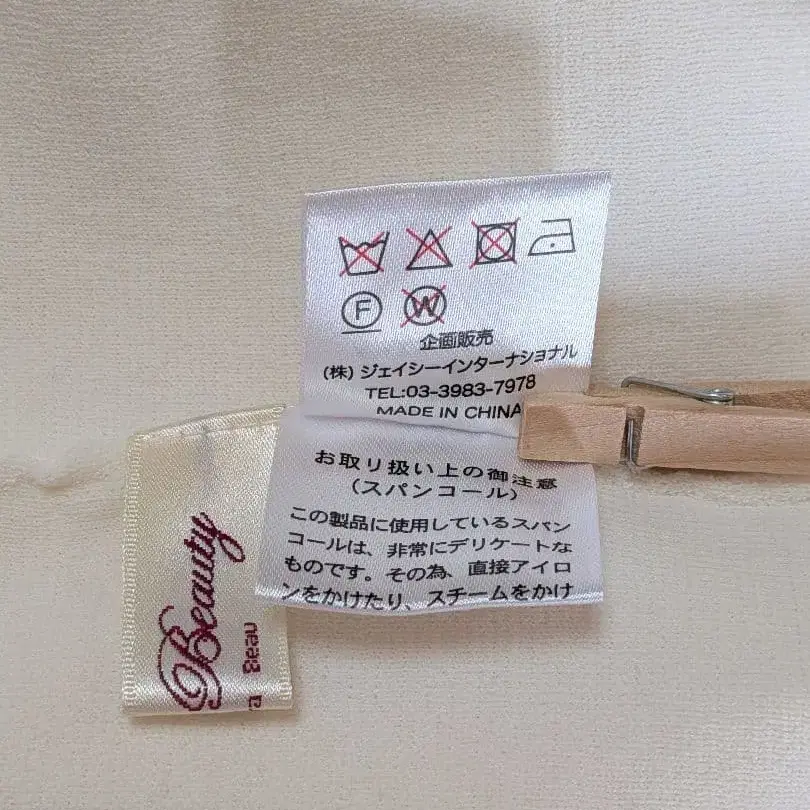 F
W
企画販売
(株) ジェイシーインターナショナル
TEL:03-3983-7978
MADE IN CHINA
お取り扱い上の御注意
(スパンコール)
この製品に使用しているスパン
コールは、非常にデリケートな
ものです。その為、直接アイロ
ンをかけたり、スチームをかけ
Beauty
Beau